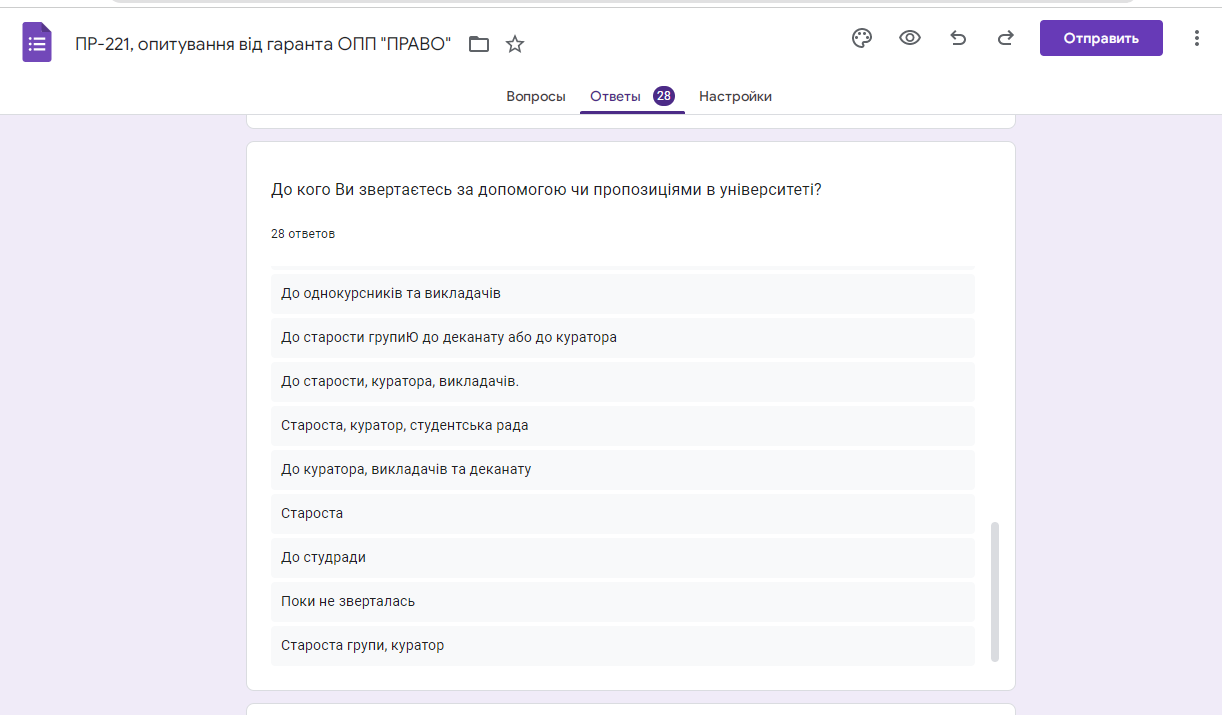 ПР-221, опитування від гаранта ОПП "ПРАВО"
Отправить
Вопросы
Ответы 28
Настройки
До кого Ви звертаєтесь за допомогою чи пропозиціями в університеті?
28 ответов
До однокурсників та викладачів
До старости групиЮ до деканату або до куратора
До старости, куратора, викладачів.
Староста, куратор, студентська рада
До куратора, викладачів та деканату
Староста
До студради
Поки не зверталась
Староста групи, куратор